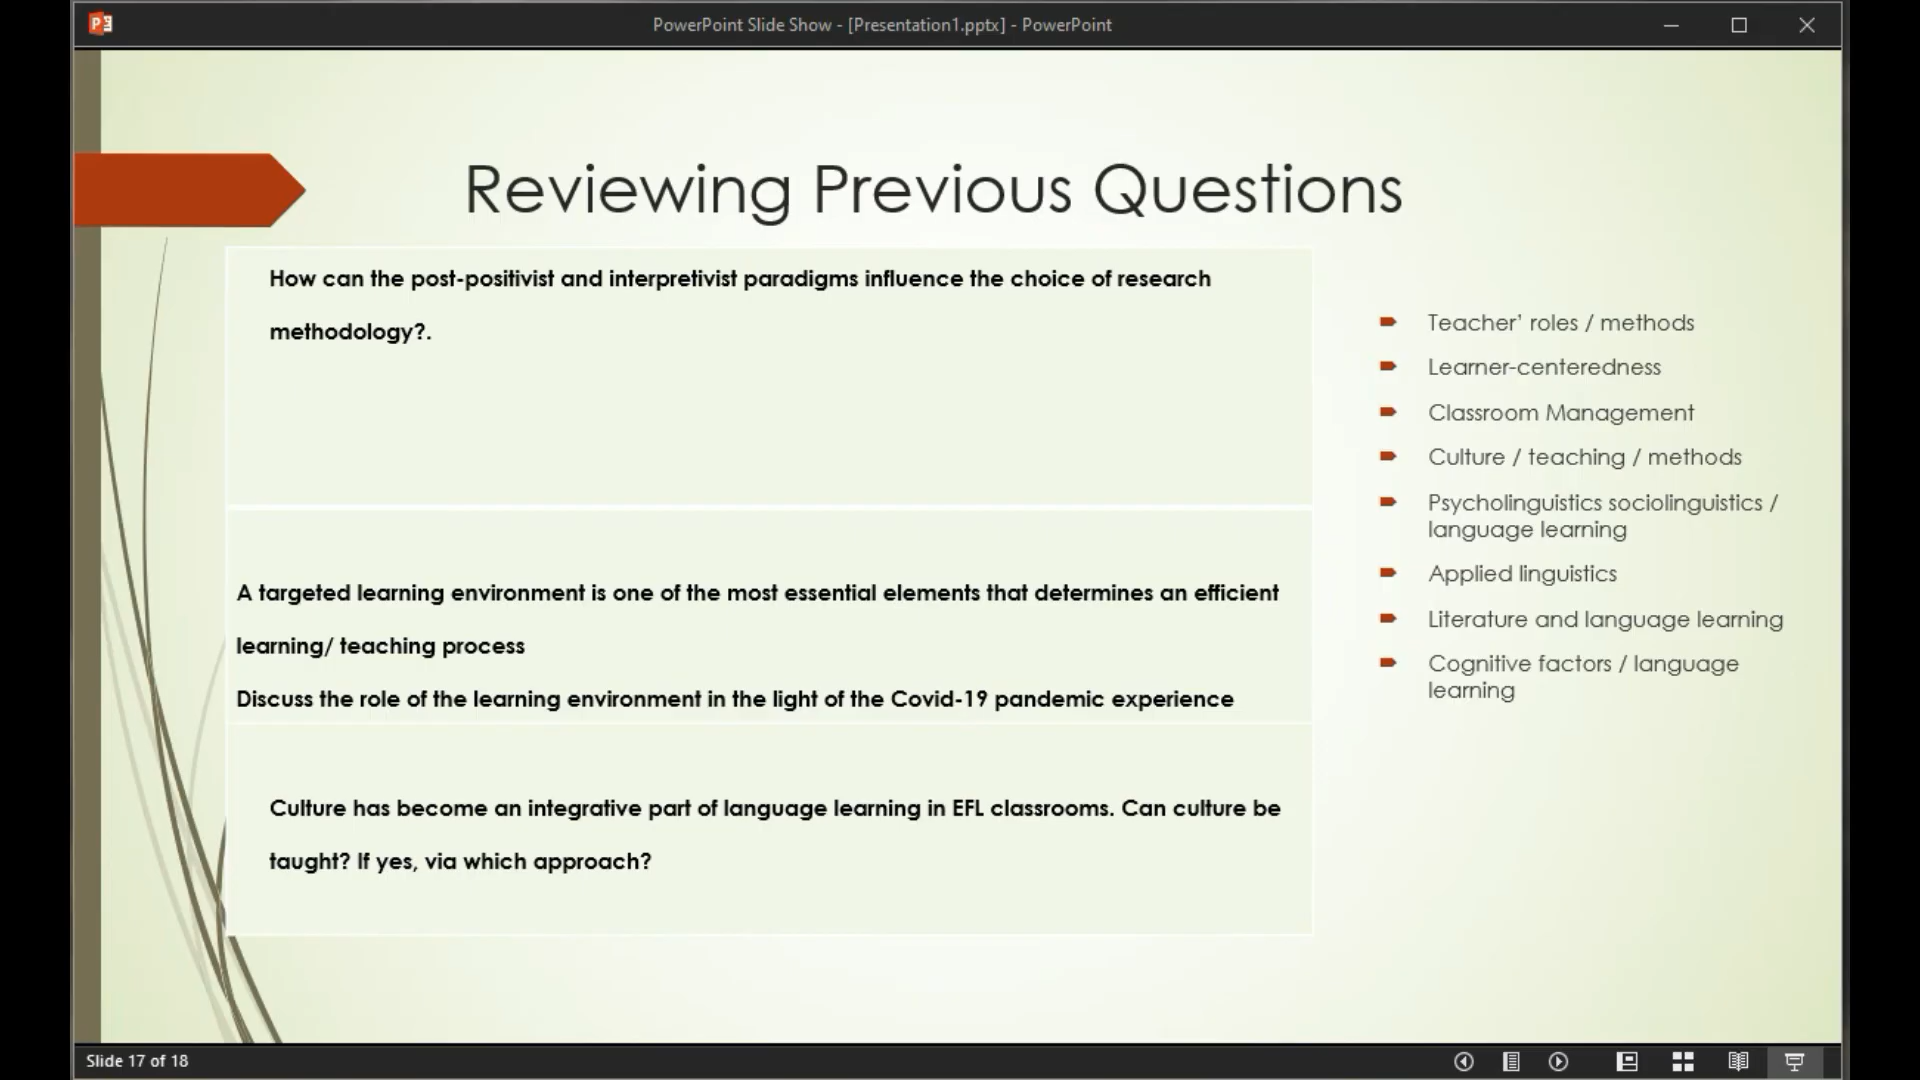 PowerPoint Slide Show - [Presentation1.pptx] - PowerPoint
Reviewing Previous Questions
How can the post-positivist and interpretivist paradigms influence the choice of research
methodology?.
A targeted learning environment is one of the most essential elements that determines an efficient
learning/ teaching process
Discuss the role of the learning environment in the light of the Covid-19 pandemic experience
Culture has become an integrative part of language learning in EFL classrooms. Can culture be
taught? If yes, via which approach?
Teacher’ roles / methods
Learner-centeredness
Classroom Management
Culture / teaching / methods
Psycholinguistics sociolinguistics /
language learning
Applied linguistics
Literature and language learning
Cognitive factors / language
learning
Slide 17 of 18